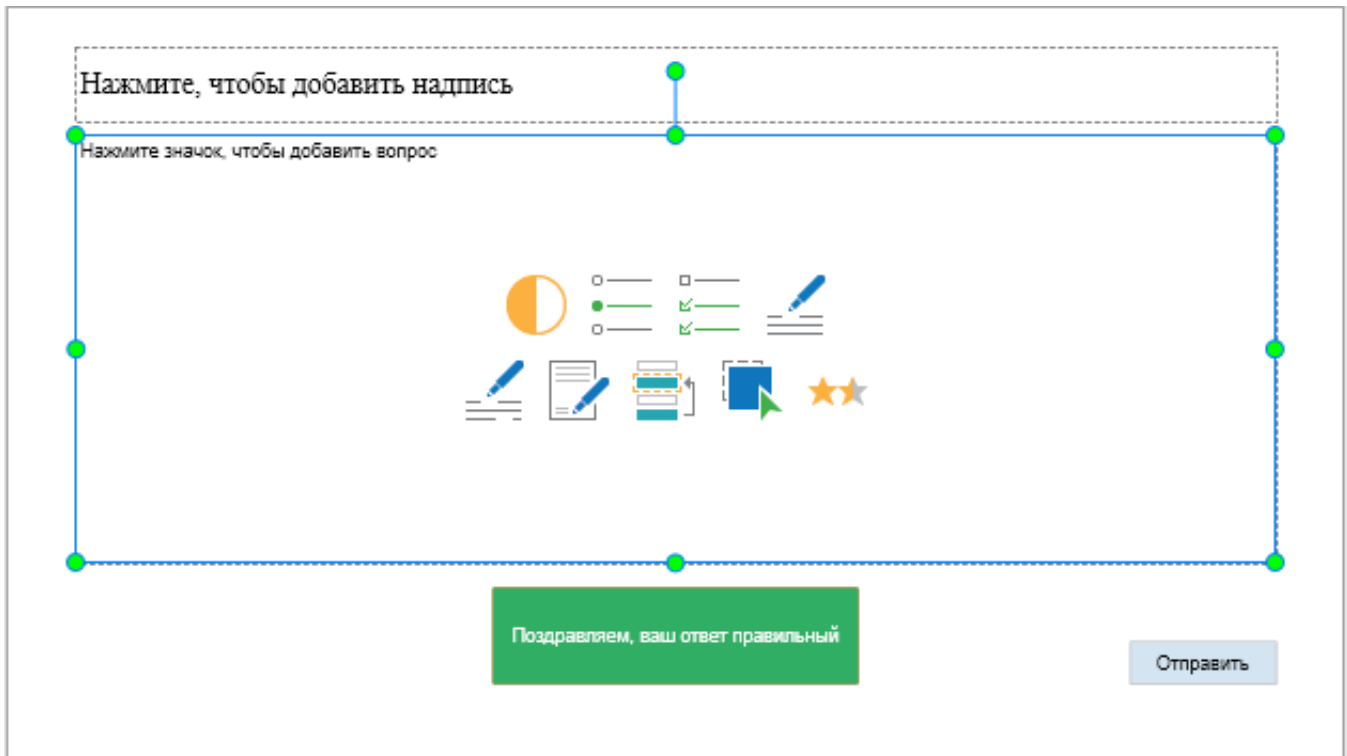 Нажмите, чтобы добавить надпись
Нажмите значок, чтобы добавить вопрос
Поздравляем, ваш ответ правильный
Отправить